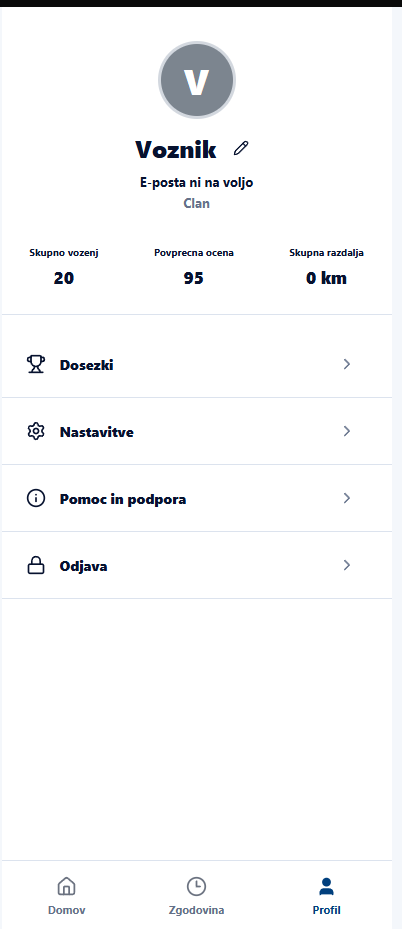 V
Voznik
E-posta ni na voljo
Clan
Skupno vozenj
20
Povprecna ocena
95
Skupna razdalja
0 km
Dosezki
Nastavitve
Pomoc in podpora
Odjava
Domov
Zgodovina
Profil